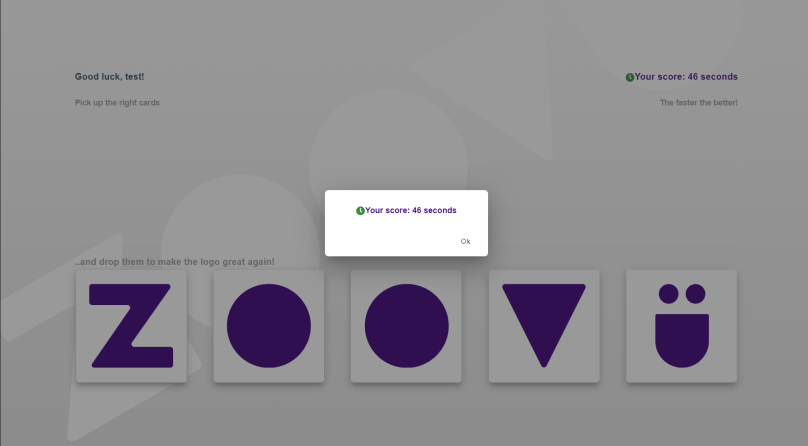 Good luck, test!
Your score: 46 seconds
Pick up the right cards
The faster the better!
Your score: 46 seconds
Ok
..and drop them to make the logo great again!
Z O O V Ü